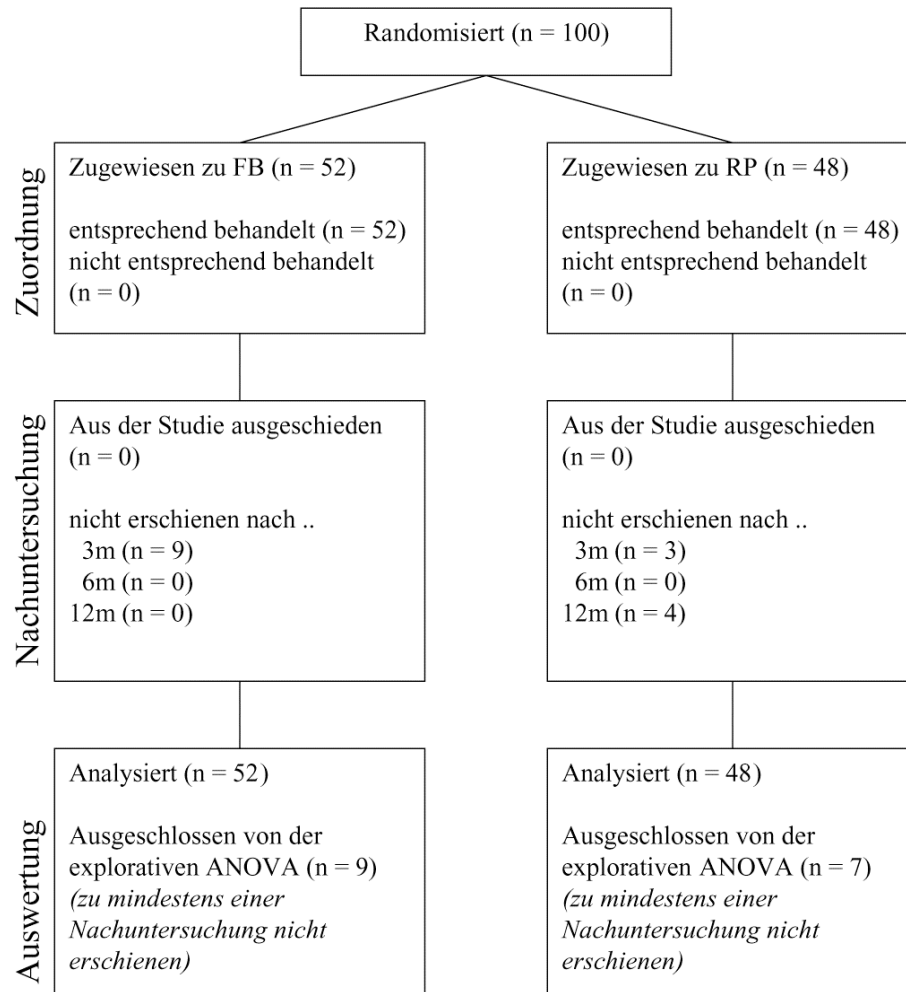 Randomisiert (n = 100)
Zuordnung
Zugewiesen zu FB (n = 52)
entsprechend behandelt (n = 52)
nicht entsprechend behandelt
(n = 0)
Zugewiesen zu RP (n = 48)
entsprechend behandelt (n = 48)
nicht entsprechend behandelt
(n = 0)
Nachuntersuchung
Aus der Studie ausgeschieden
(n = 0)
nicht erschienen nach ..
3m (n = 9)
6m (n = 0)
12m (n = 0)
Aus der Studie ausgeschieden
(n = 0)
nicht erschienen nach ..
3m (n = 3)
6m (n = 0)
12m (n = 4)
Auswertung
Analysiert (n = 52)
Ausgeschlossen von der
explorativen ANOVA (n = 9)
(zu mindestens einer
Nachuntersuchung nicht
erschienen)
Analysiert (n = 48)
Ausgeschlossen von der
explorativen ANOVA (n = 7)
(zu mindestens einer
Nachuntersuchung nicht
erschienen)